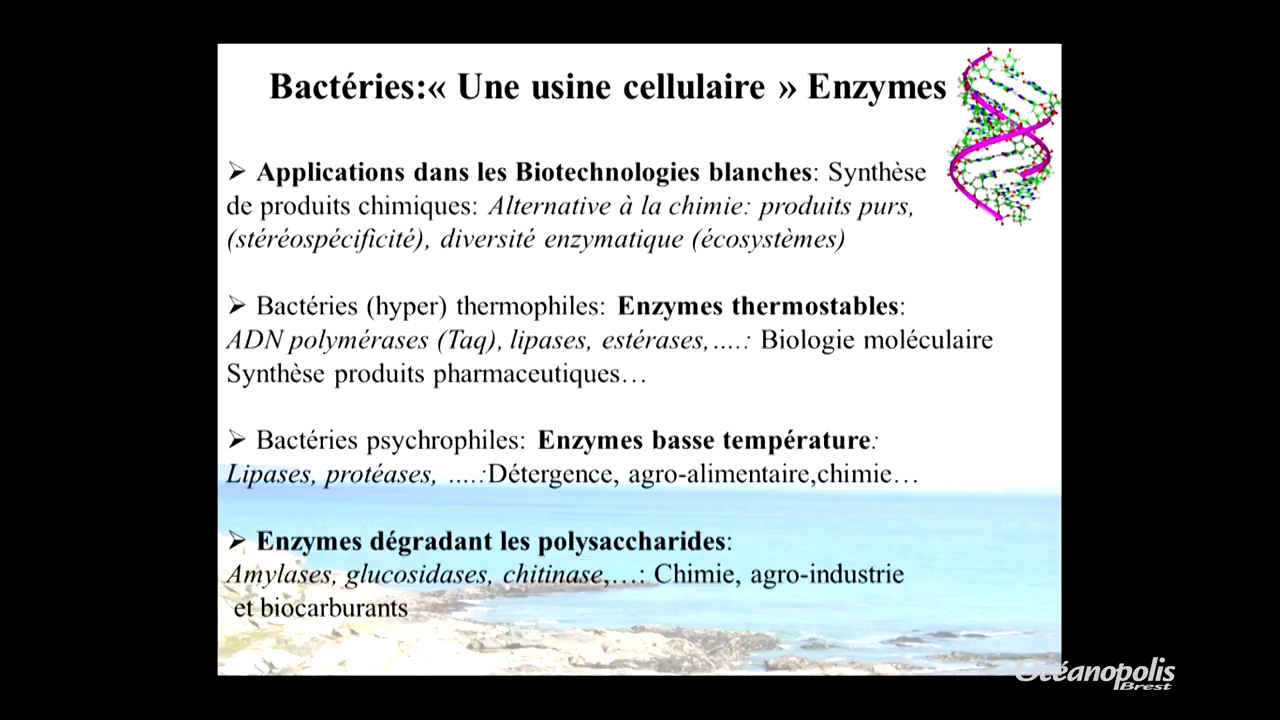 Bactéries:« Une usine cellulaire » Enzymes
➢ Applications dans les Biotechnologies blanches: Synthèse
de produits chimiques: Alternative à la chimie: produits purs,
(stéréospécificité), diversité enzymatique (écosystèmes)
➢ Bactéries (hyper) thermophiles: Enzymes thermostables:
ADN polymérases (Taq), lipases, estérases,….: Biologie moléculaire
Synthèse produits pharmaceutiques…
➢ Bactéries psychrophiles: Enzymes basse température:
Lipases, protéases, ….:Détergence, agro-alimentaire,chimie…
➢ Enzymes dégradant les polysaccharides:
Amylases, glucosidases, chitinase,…: Chimie, agro-industrie
et biocarburants
Océanopolis
Brest